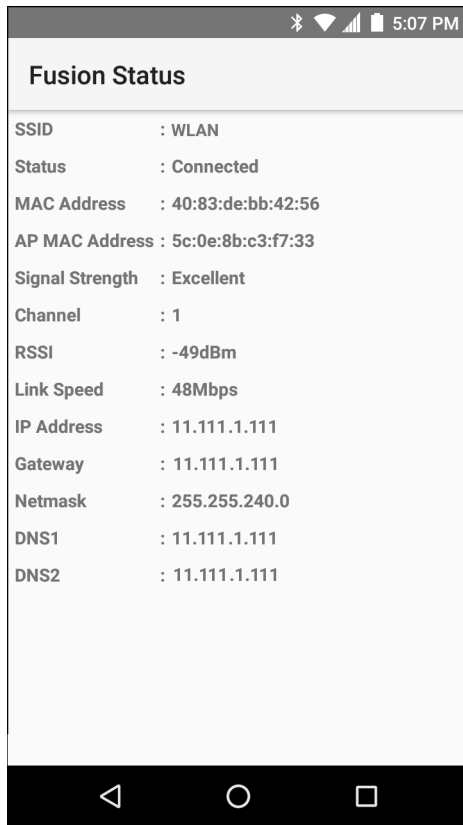 5:07 PM
Fusion Status
SSID : WLAN
Status : Connected
MAC Address : 40:83:de:bb:42:56
AP MAC Address : 5c:0e:8b:c3:f7:33
Signal Strength : Excellent
Channel : 1
RSSI : -49dBm
Link Speed : 48Mbps
IP Address : 11.111.1.111
Gateway : 11.111.1.111
Netmask : 255.255.240.0
DNS1 : 11.111.1.111
DNS2 : 11.111.1.111